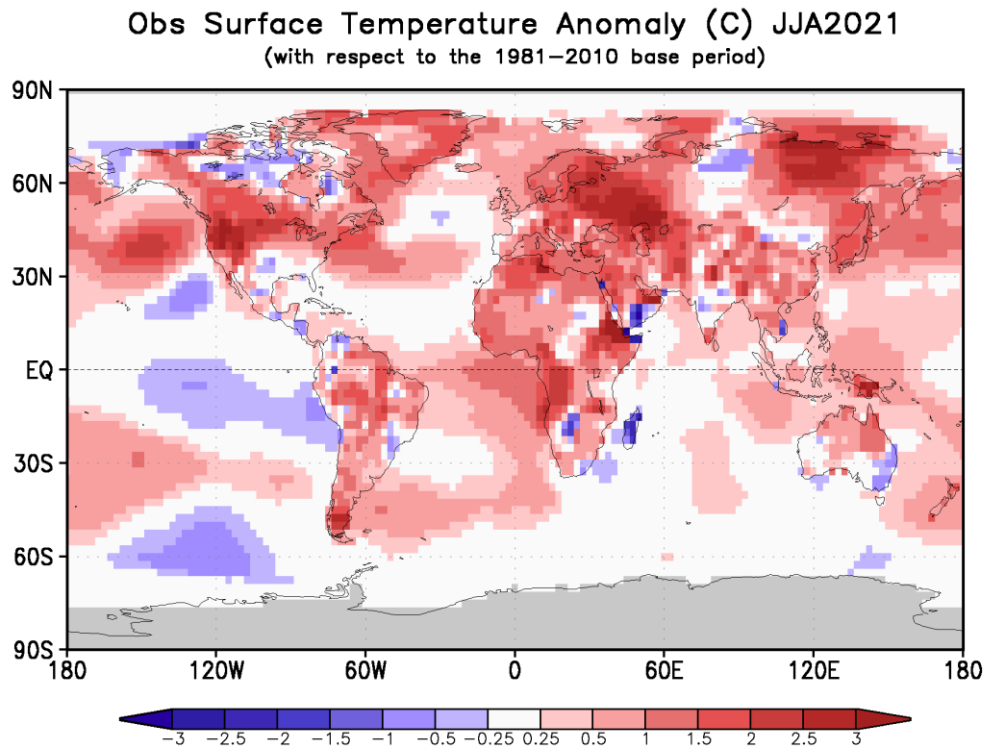 Obs Surface Temperature Anomaly (C) JJA2021
(with respect to the 1981–2010 base period)
90N
60N
30N
EQ
30S
60S
90S
180 120W 60W 0 60E 120E 180
−3 −2.5 −2 −1.5 −1 −0.5 −0.25 0.25 0.5 1 1.5 2 2.5 3